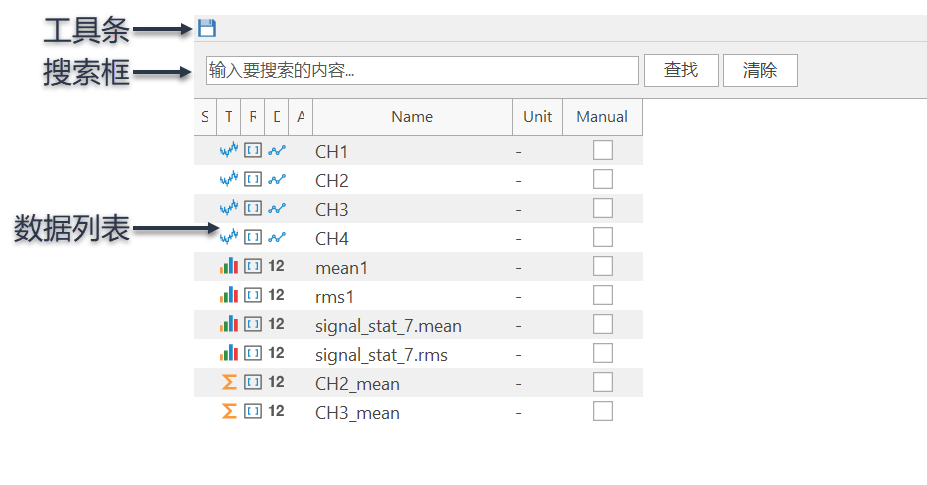 工具条
搜索框
输入要搜索的内容... 查找 清除
S T R D A Name Unit Manual
CH1 -
CH2 -
CH3 -
数据列表
CH4 -
12 mean1 -
12 rms1 -
12 signal_stat_7.mean -
12 signal_stat_7.rms -
Σ 12 CH2_mean -
Σ 12 CH3_mean -